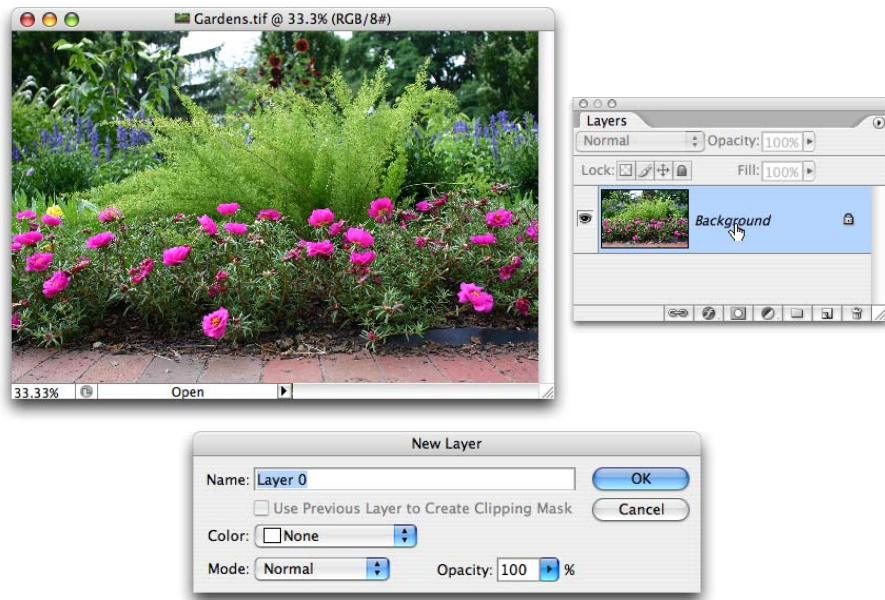 Gardens.tif @ 33.3% (RGB/8#)
33.33%
Open
Layers
Normal
Opacity: 100%
Lock:
Fill: 100%
Background
New Layer
Name: Layer 0
OK
Use Previous Layer to Create Clipping Mask
Cancel
Color: None
Mode: Normal
Opacity: 100 %